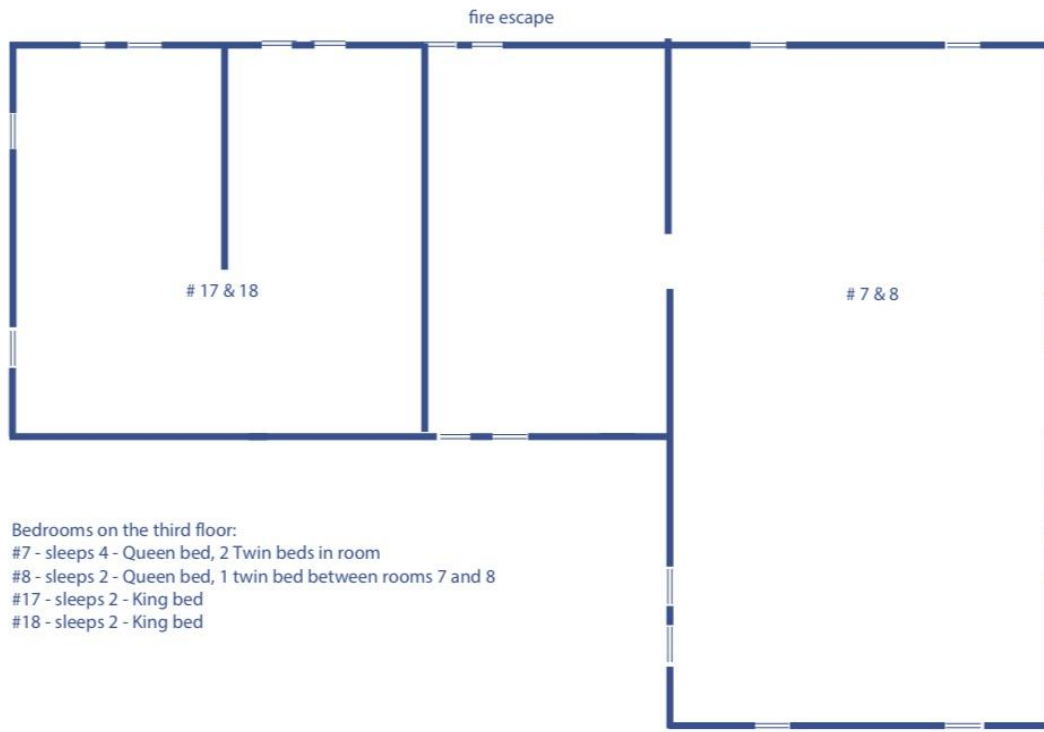 fire escape
# 17 & 18
# 7 & 8
Bedrooms on the third floor:
#7 - sleeps 4 - Queen bed, 2 Twin beds in room
#8 - sleeps 2 - Queen bed, 1 twin bed between rooms 7 and 8
#17 - sleeps 2 - King bed
#18 - sleeps 2 - King bed